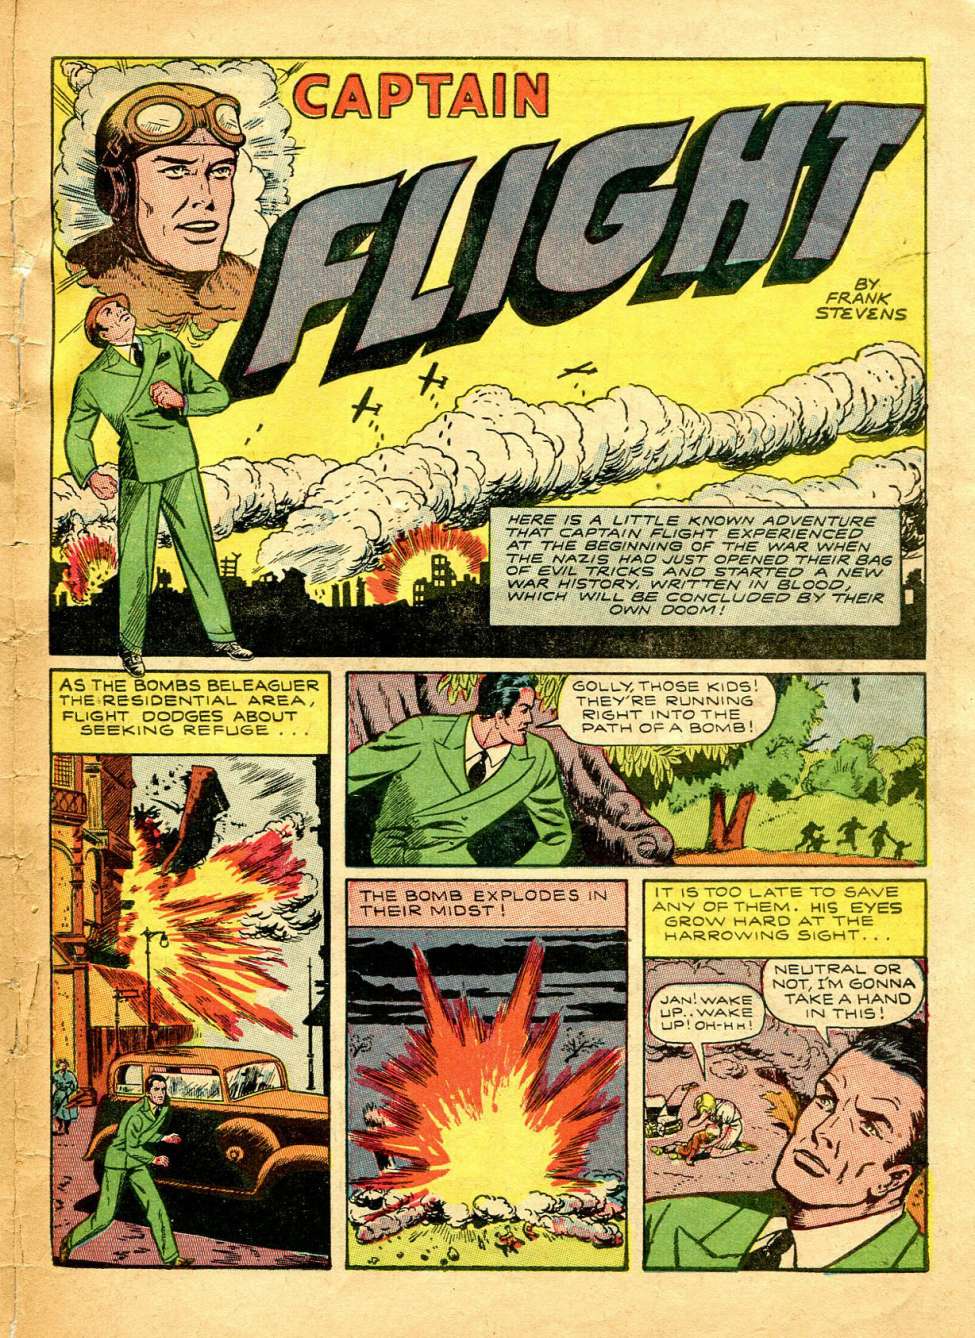 CAPTAIN
FLIGHT
BY
FRANK
STEVENS
HERE IS A LITTLE KNOWN ADVENTURE
THAT CAPTAIN FLIGHT EXPERIENCED
AT THE BEGINNING OF THE WAR WHEN
THE NAZIS HAD JUST OPENED THEIR BAG
OF EVIL TRICKS AND STARTED A NEW
WAR HISTORY, WRITTEN IN BLOOD,
WHICH WILL BE CONCLUDED BY THEIR
OWN DOOM!
AS THE BOMBS BELEAGUER
THE RESIDENTIAL AREA,
FLIGHT DODGES ABOUT
SEEKING REFUGE ...
GOLLY, THOSE KIDS!
THEY'RE RUNNING
RIGHT INTO THE
PATH OF A BOMB!
THE BOMB EXPLODES IN
THEIR MIDST!
IT IS TOO LATE TO SAVE
ANY OF THEM. HIS EYES
GROW HARD AT THE
HARROWING SIGHT...
JAN! WAKE
UP.. WAKE
UP! OH-HH!
NEUTRAL OR
NOT, I'M GONNA
TAKE A HAND
IN THIS!